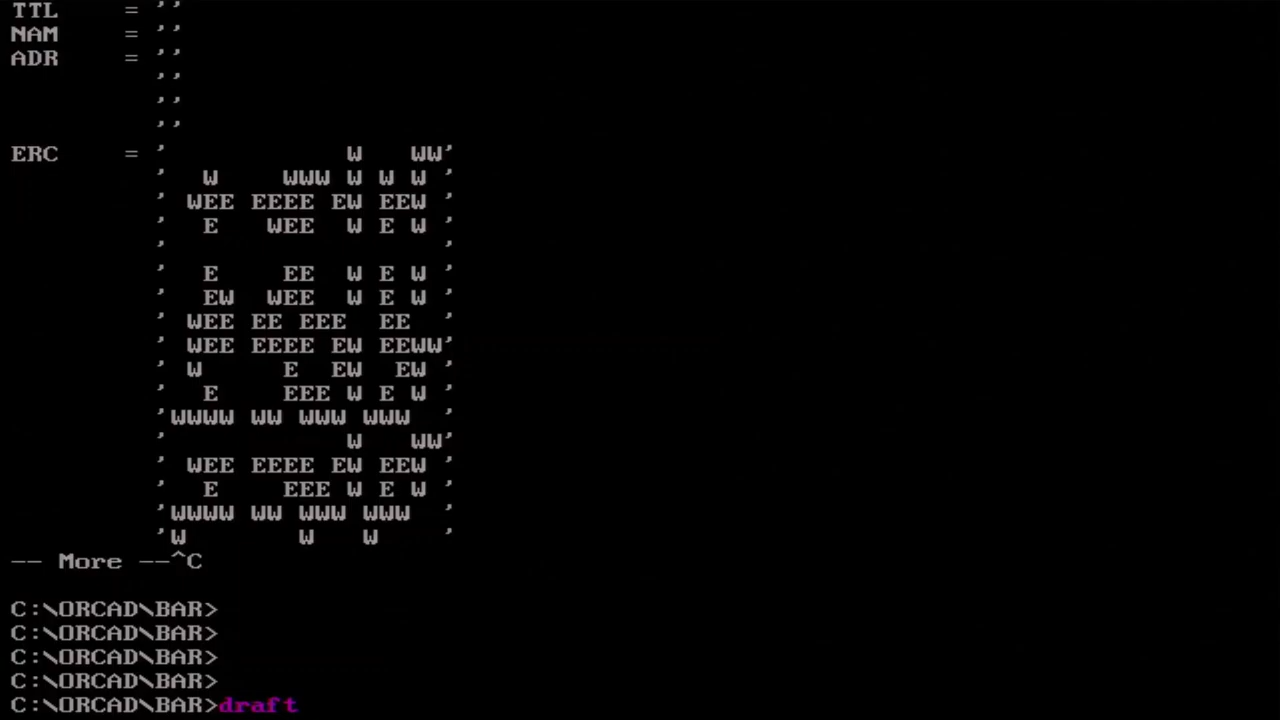 TTL      = ''
NAM      = ''
ADR      = ''
           ''
           ''
           ''
ERC      = '           W   WW'
           '  W    WWW W W W '
           ' WEE EEEE EW EEW '
           '  E   WEE  W E W '
           '                 '
           '  E    EE  W E W '
           '  EW  WEE  W E W '
           ' WEE EE EEE  EE  '
           ' WEE EEEE EW EEWW'
           ' W     E  EW  EW '
           '  E    EEE W E W '
           'WWWW WW WWW WWW  '
           '           W   WW'
           ' WEE EEEE EW EEW '
           '  E    EEE W E W '
           'WWWW WW WWW WWW  '
           'W       W   W    '
-- More --^C
C:\ORCAD\BAR>
C:\ORCAD\BAR>
C:\ORCAD\BAR>
C:\ORCAD\BAR>
C:\ORCAD\BAR>draft